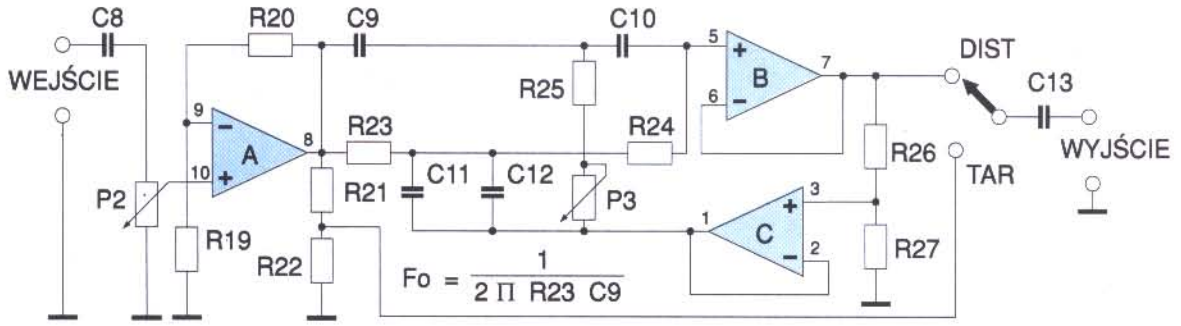 C8
R20
C9
C10
DIST
C13
WEJŚCIE
WYJŚCIE
TAR
9
−
10
+
A
8
P2
R19
R23
R21
R22
C11
C12
R25
R24
P3
5
+
6
−
B
7
R26
R27
3
+
2
−
C
1
Fo = 1
2 Π R23 C9